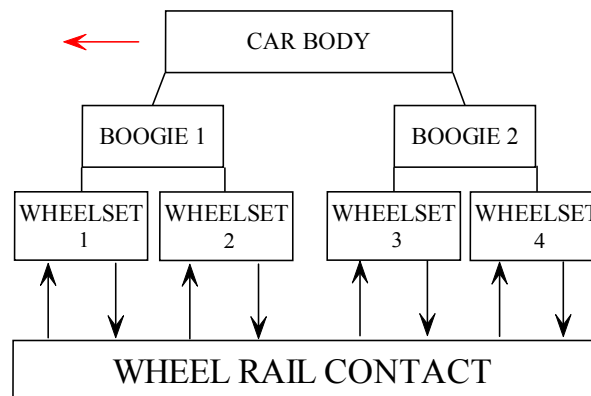 CAR BODY
BOOGIE 1
BOOGIE 2
WHEELSET
1
WHEELSET
2
WHEELSET
3
WHEELSET
4
WHEEL RAIL CONTACT